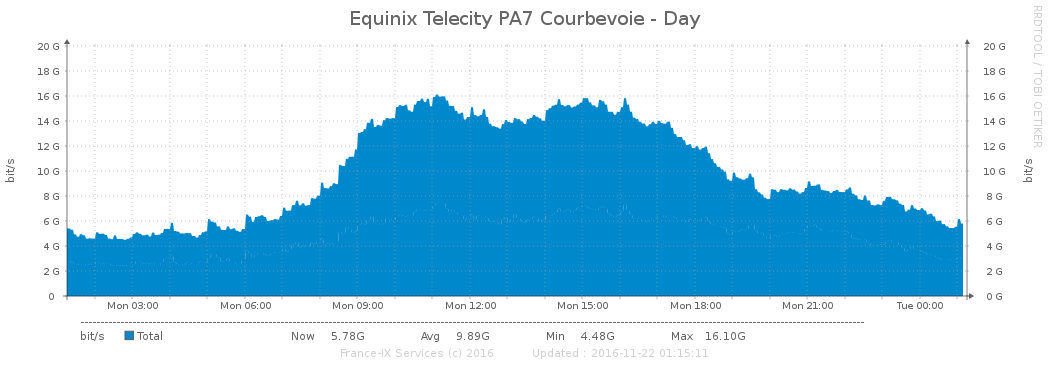 Equinix Telecity PA7 Courbevoie - Day
RRDTOOL / TOBI OETIKER
bit/s
20 G 20 G
18 G 18 G
16 G 16 G
14 G 14 G
12 G 12 G
10 G 10 G
8 G 8 G
6 G 6 G
4 G 4 G
2 G 2 G
0 0 G
bit/s
Mon 03:00 Mon 06:00 Mon 09:00 Mon 12:00 Mon 15:00 Mon 18:00 Mon 21:00 Tue 00:00
bit/s Total Now 5.78G Avg 9.89G Min 4.48G Max 16.10G
France-IX Services (c) 2016 Updated : 2016-11-22 01:15:11